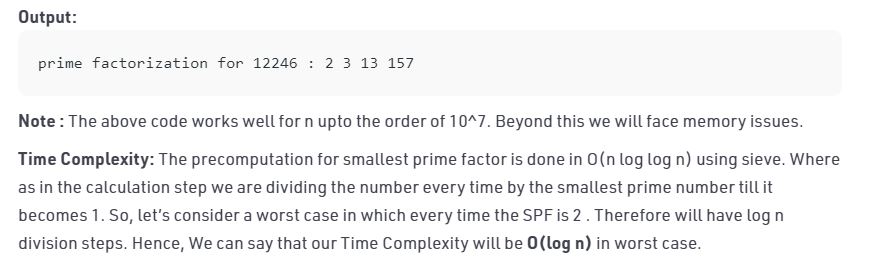 Output:
prime factorization for 12246 : 2 3 13 157
Note : The above code works well for n upto the order of 10^7. Beyond this we will face memory issues.
Time Complexity: The precomputation for smallest prime factor is done in O(n log log n) using sieve. Where
as in the calculation step we are dividing the number every time by the smallest prime number till it
becomes 1. So, let's consider a worst case in which every time the SPF is 2 . Therefore will have log n
division steps. Hence, We can say that our Time Complexity will be O(log n) in worst case.